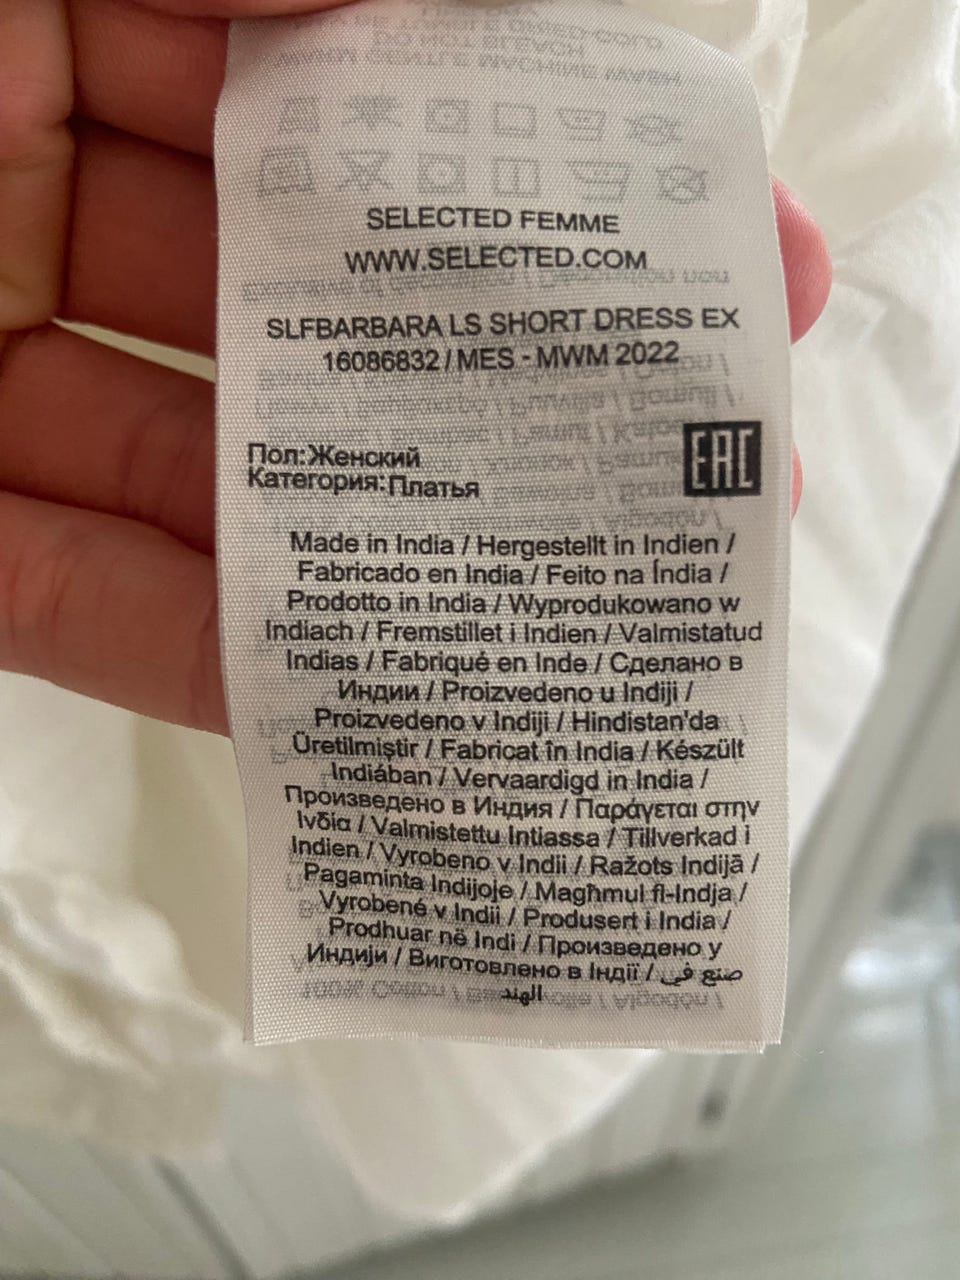 SELECTED FEMME
WWW.SELECTED.COM
SLFBARBARA LS SHORT DRESS EX
16086832 / MES - MWM 2022
Пол:Женский
Категория:Платья
EAC
Made in India / Hergestellt in Indien /
Fabricado en India / Feito na Índia /
Prodotto in India / Wyprodukowano w
Indiach / Fremstillet i Indien / Valmistatud
Indias / Fabriqué en Inde / Сделано в
Индии / Proizvedeno u Indiji /
Proizvedeno v Indiji / Hindistan'da
Üretilmiştir / Fabricat în India / Készült
Indiában / Vervaardigd in India /
Произведено в Индия / Παράγεται στην
Ινδία / Valmistettu Intiassa / Tillverkad i
Indien / Vyrobeno v Indii / Ražots Indijā /
Pagaminta Indijoje / Magħmul fl-Indja /
Vyrobené v Indii / Produsert i India /
Prodhuar në Indi / Произведено у
Индији / Виготовлено в Індії / صنع في
الهند